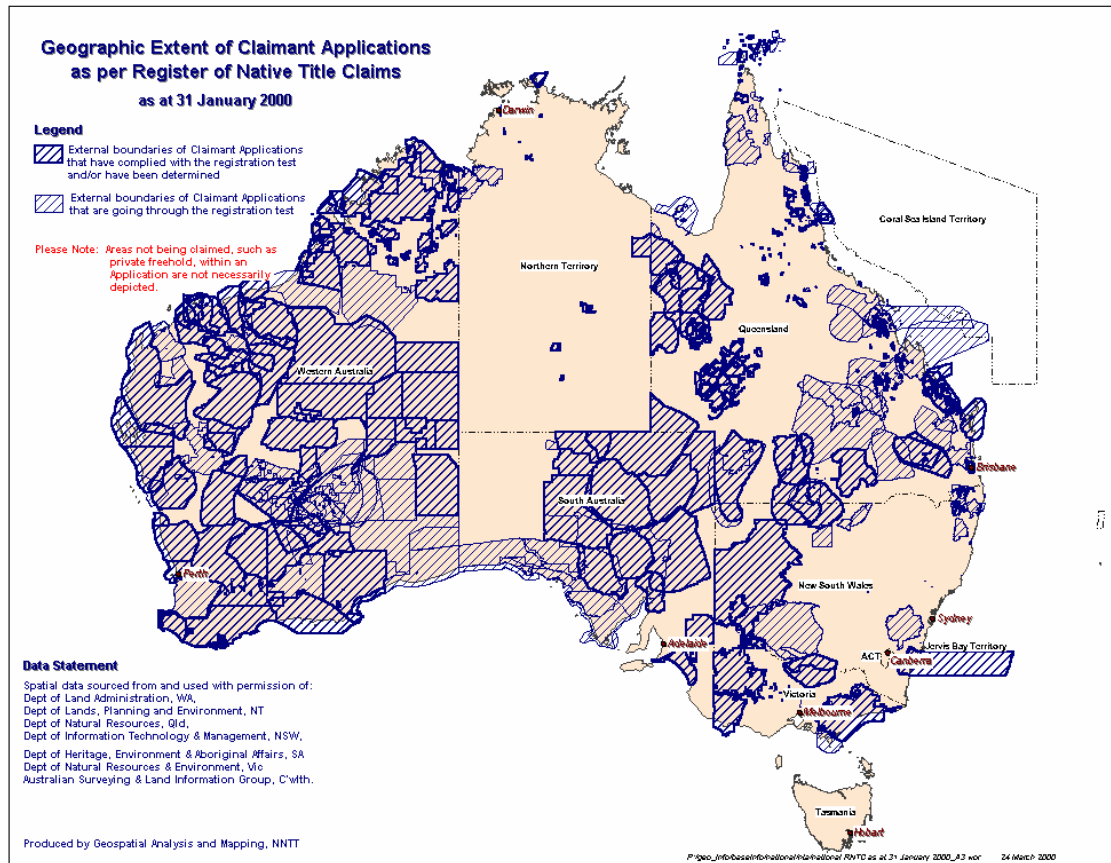 Geographic Extent of Claimant Applications
as per Register of Native Title Claims
as at 31 January 2000
Legend
External boundaries of Claimant Applications
that have complied with the registration test
and/or have been determined
External boundaries of Claimant Applications
that are going through the registration test
Please Note: Areas not being claimed, such as
private freehold, within an
Application are not necessarily
depicted.
Darwin
Coral Sea Island Territory
Northern Territory
Queensland
Western Australia
Brisbane
South Australia
Perth
New South Wales
Sydney
Adelaide
Jervis Bay Territory
ACT
Canberra
Victoria
Melbourne
Tasmania
Hobart
Data Statement
Spatial data sourced from and used with permission of:
Dept of Land Administration, WA,
Dept of Lands, Planning and Environment, NT
Dept of Natural Resources, Qld,
Dept of Information Technology & Management, NSW,
Dept of Heritage, Environment & Aboriginal Affairs, SA
Dept of Natural Resources & Environment, Vic
Australian Surveying & Land Information Group, C'wlth.
Produced by Geospatial Analysis and Mapping, NNTT
RNTC as at 31 January 2000_A3.wor 24 March 2000